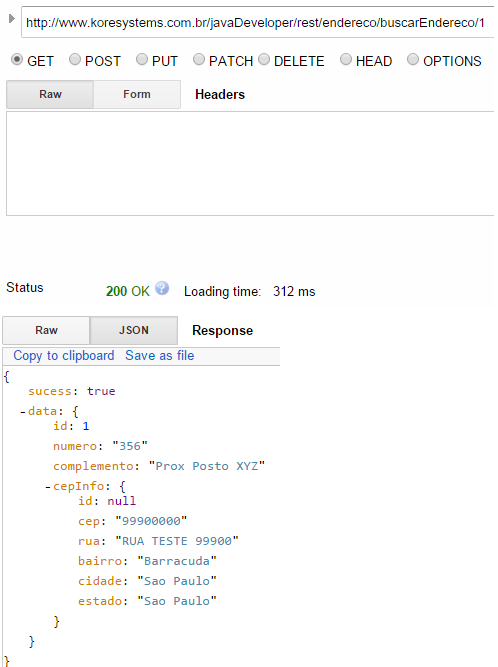 http://www.koresystems.com.br/javaDeveloper/rest/endereco/buscarEndereco/1
GET POST PUT PATCH DELETE HEAD OPTIONS
Raw Form Headers
Status 200 OK ? Loading time: 312 ms
Raw JSON Response
Copy to clipboard Save as file
{
sucess: true
-data: {
id: 1
numero: "356"
complemento: "Prox Posto XYZ"
-cepInfo: {
id: null
cep: "99900000"
rua: "RUA TESTE 99900"
bairro: "Barracuda"
cidade: "Sao Paulo"
estado: "Sao Paulo"
}
}
}